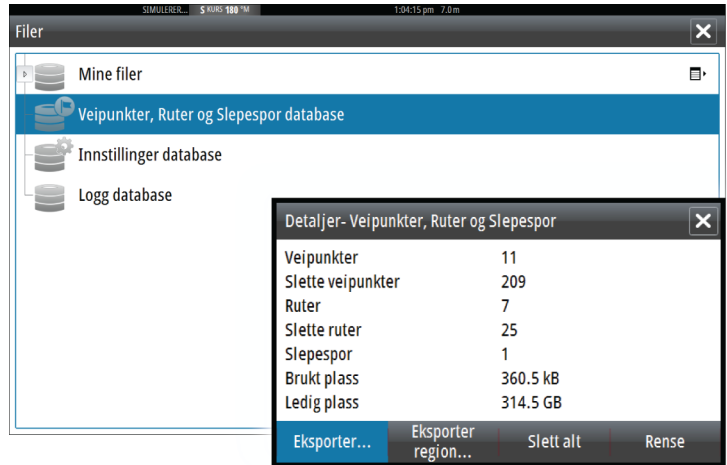 SIMULERER... S KURS 180 °M 1:04:15 pm 7.0 m
Filer
Mine filer
Veipunkter, Ruter og Slepespor database
Innstillinger database
Logg database
Detaljer- Veipunkter, Ruter og Slepespor
Veipunkter 11
Slette veipunkter 209
Ruter 7
Slette ruter 25
Slepespor 1
Brukt plass 360.5 kB
Ledig plass 314.5 GB
Eksporter...
Eksporter
region...
Slett alt
Rense